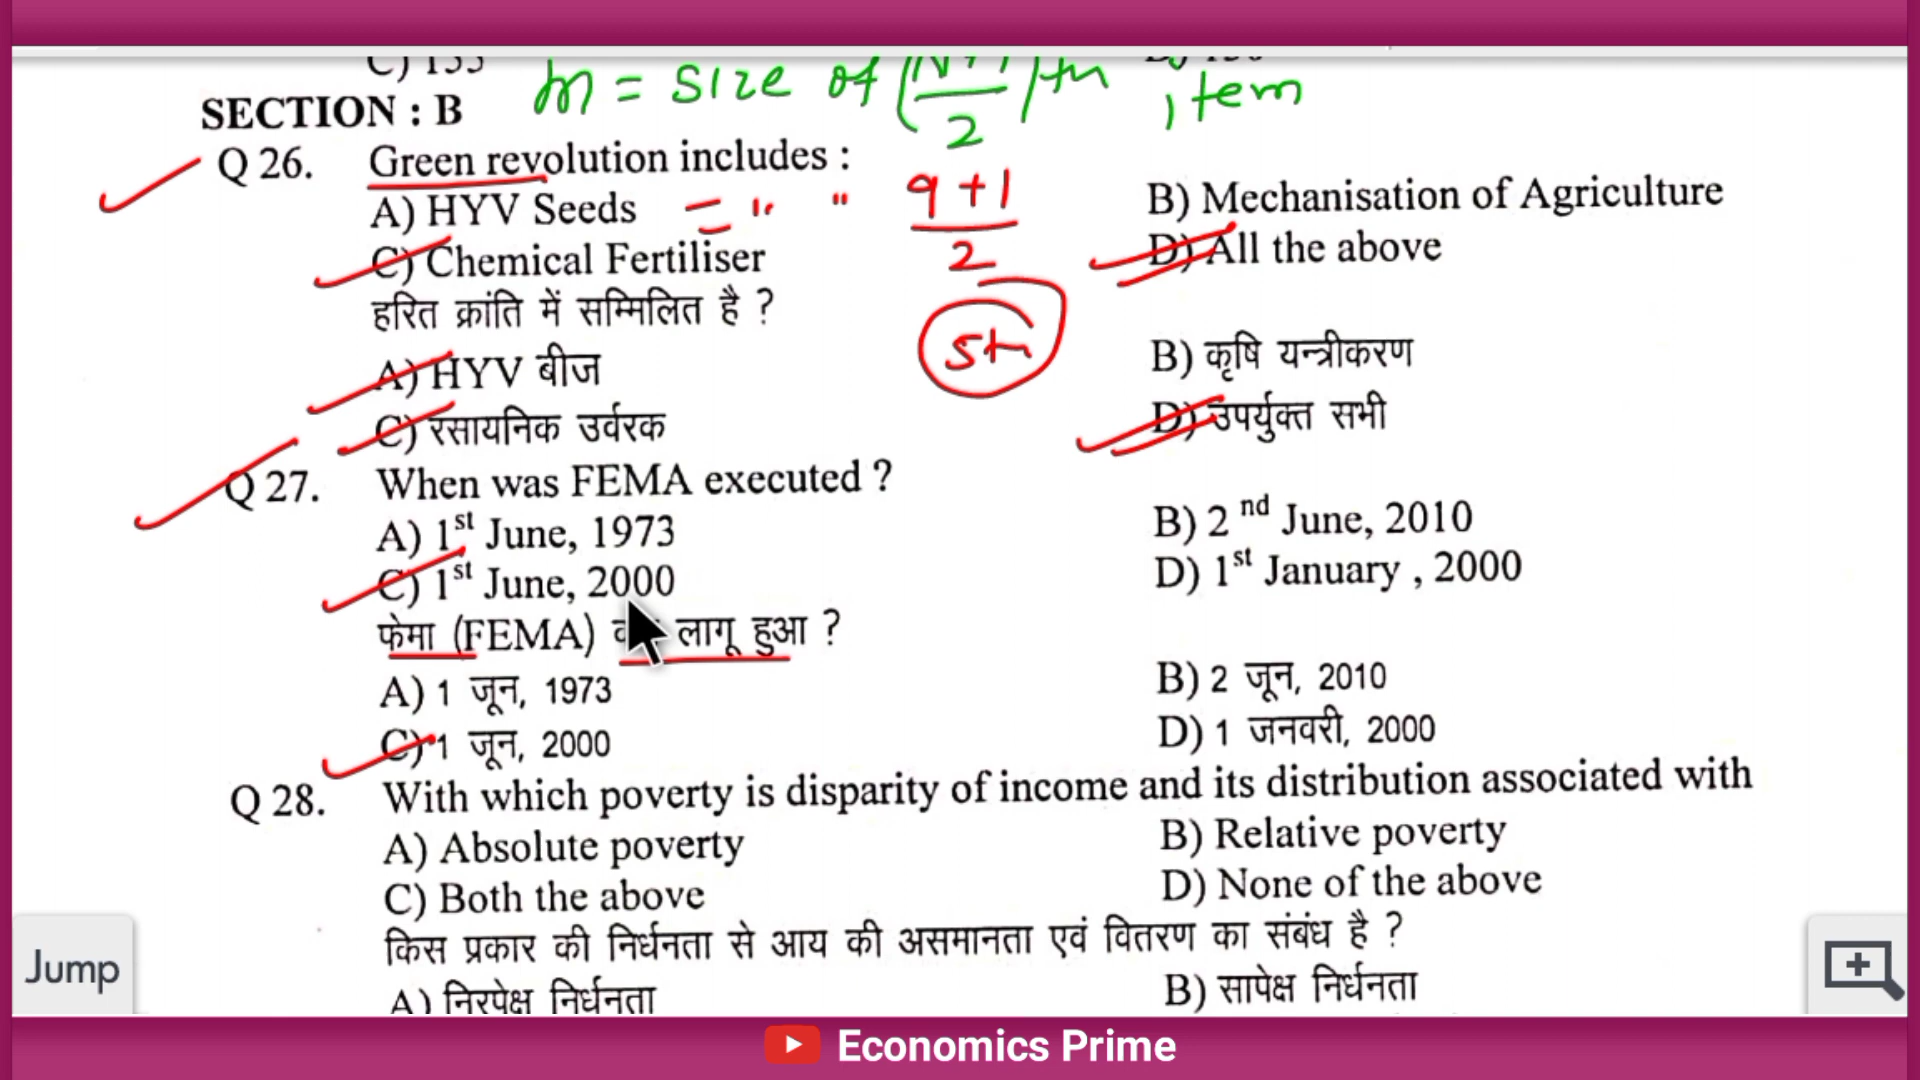 C) 155
m = size of (N+1/2)th item
SECTION : B
Q 26. Green revolution includes :
A) HYV Seeds = " " 9+1/2 B) Mechanisation of Agriculture
C) Chemical Fertiliser D) All the above
हरित क्रांति में सम्मिलित है ? 5th
A) HYV बीज B) कृषि यन्त्रीकरण
C) रसायनिक उर्वरक D) उपर्युक्त सभी
Q 27. When was FEMA executed ?
A) 1st June, 1973 B) 2 nd June, 2010
C) 1st June, 2000 D) 1st January , 2000
फेमा (FEMA) लागू हुआ ?
A) 1 जून, 1973 B) 2 जून, 2010
C) 1 जून, 2000 D) 1 जनवरी, 2000
Q 28. With which poverty is disparity of income and its distribution associated with
A) Absolute poverty B) Relative poverty
C) Both the above D) None of the above
किस प्रकार की निर्धनता से आय की असमानता एवं वितरण का संबंध है ?
A) निरपेक्ष निर्धनता B) सापेक्ष निर्धनता
Jump
Economics Prime